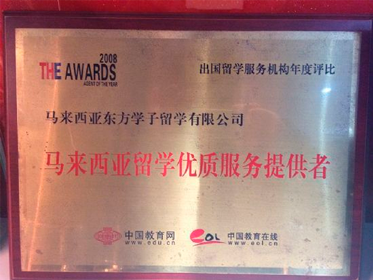 2008
THE AWARDS
AGENT OF THE YEAR
出国留学服务机构年度评比
马来西亚东方学子留学有限公司
马来西亚留学优质服务提供者
中国教育网
www.edu.cn
eOL
中国教育在线
www.eol.cn